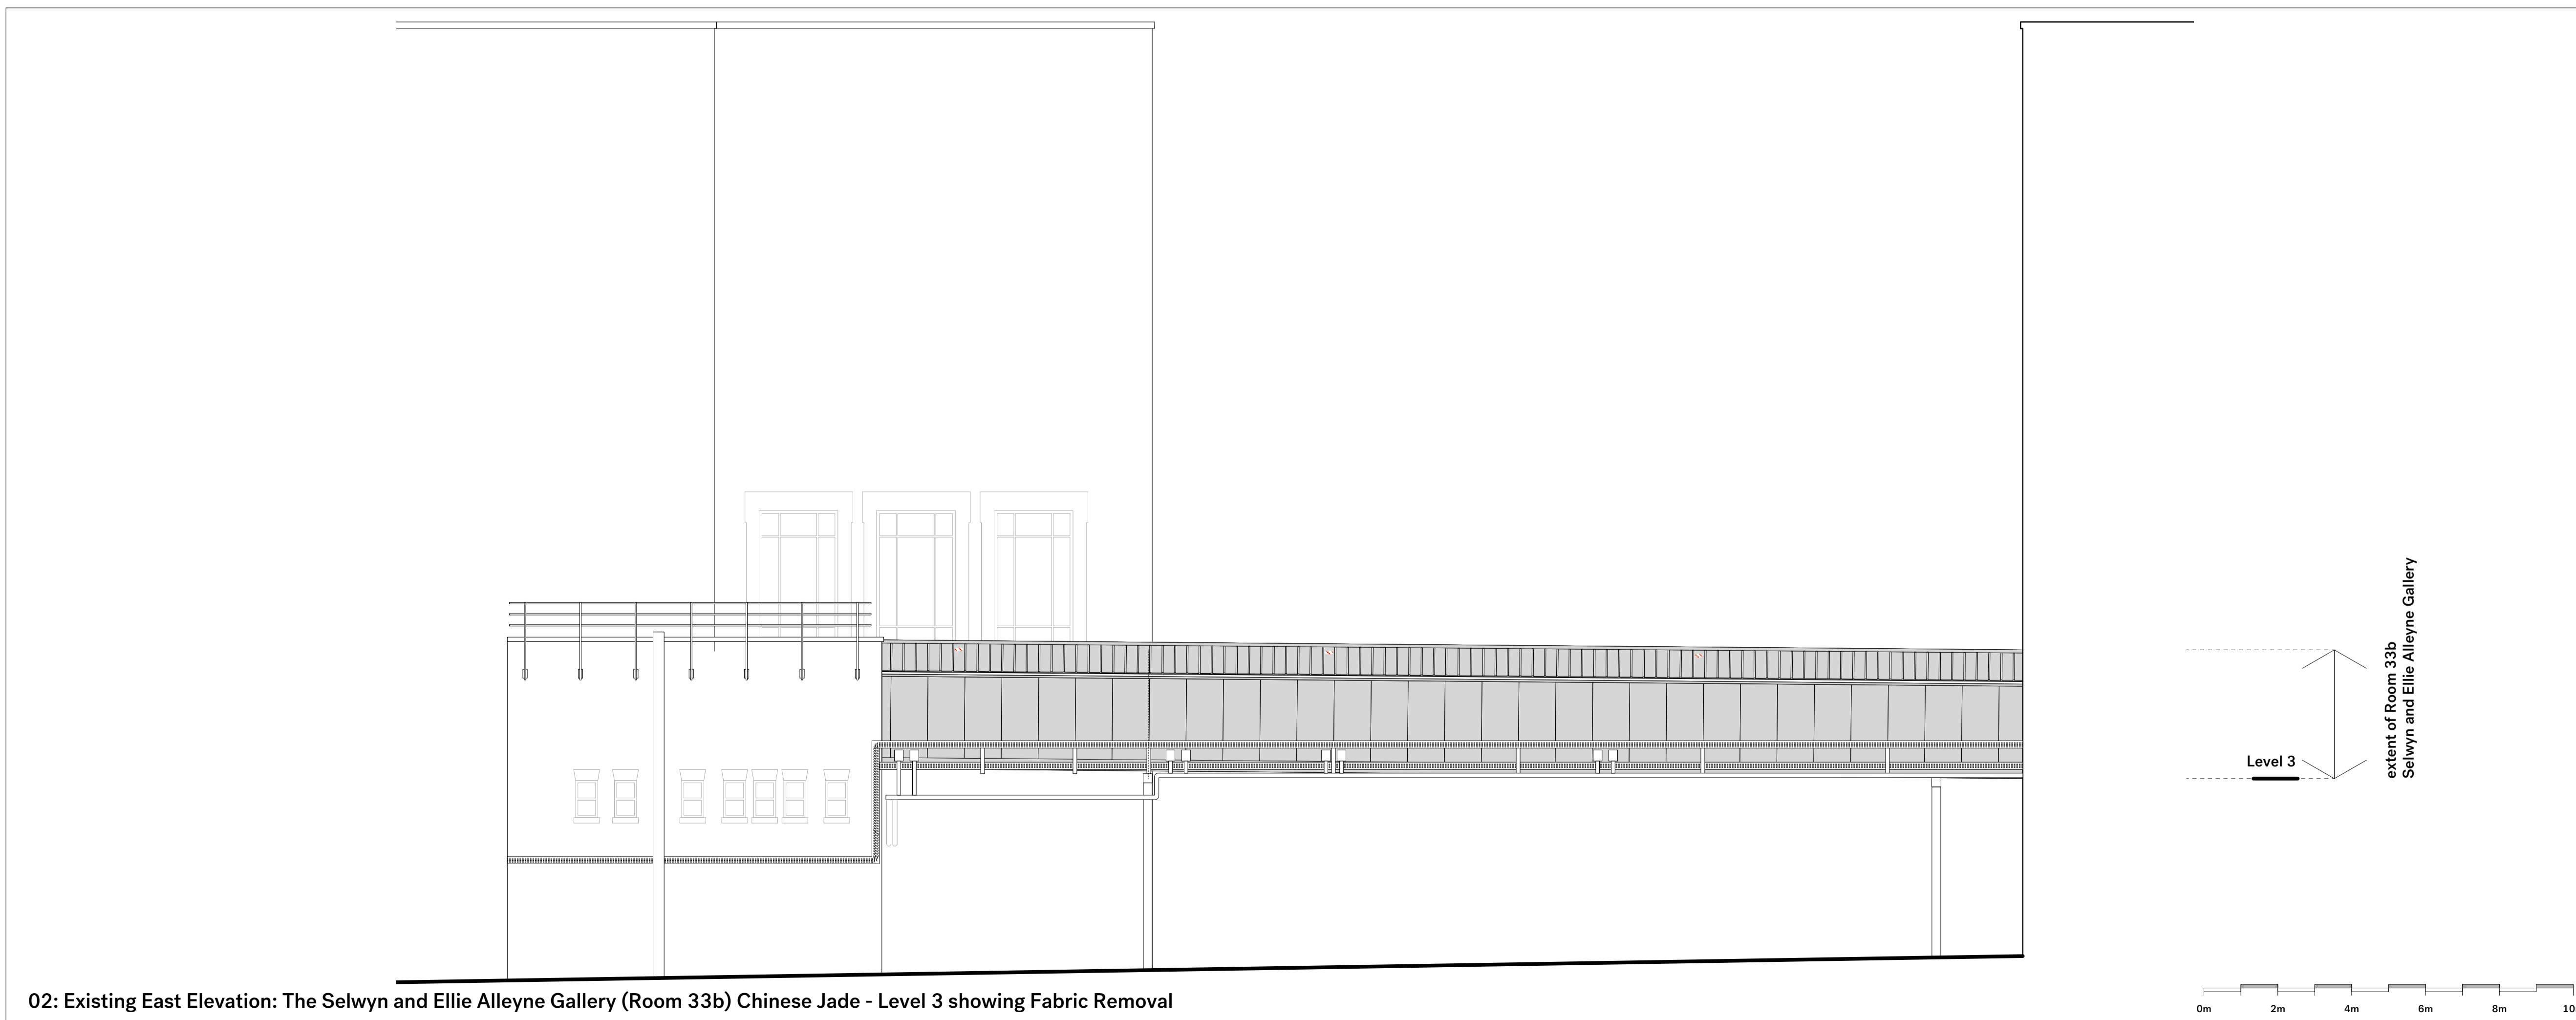 extent of Room 33b
Selwyn and Ellie Alleyne Gallery
Level 3
02: Existing East Elevation: The Selwyn and Ellie Alleyne Gallery (Room 33b) Chinese Jade - Level 3 showing Fabric Removal
0m 2m 4m 6m 8m 10